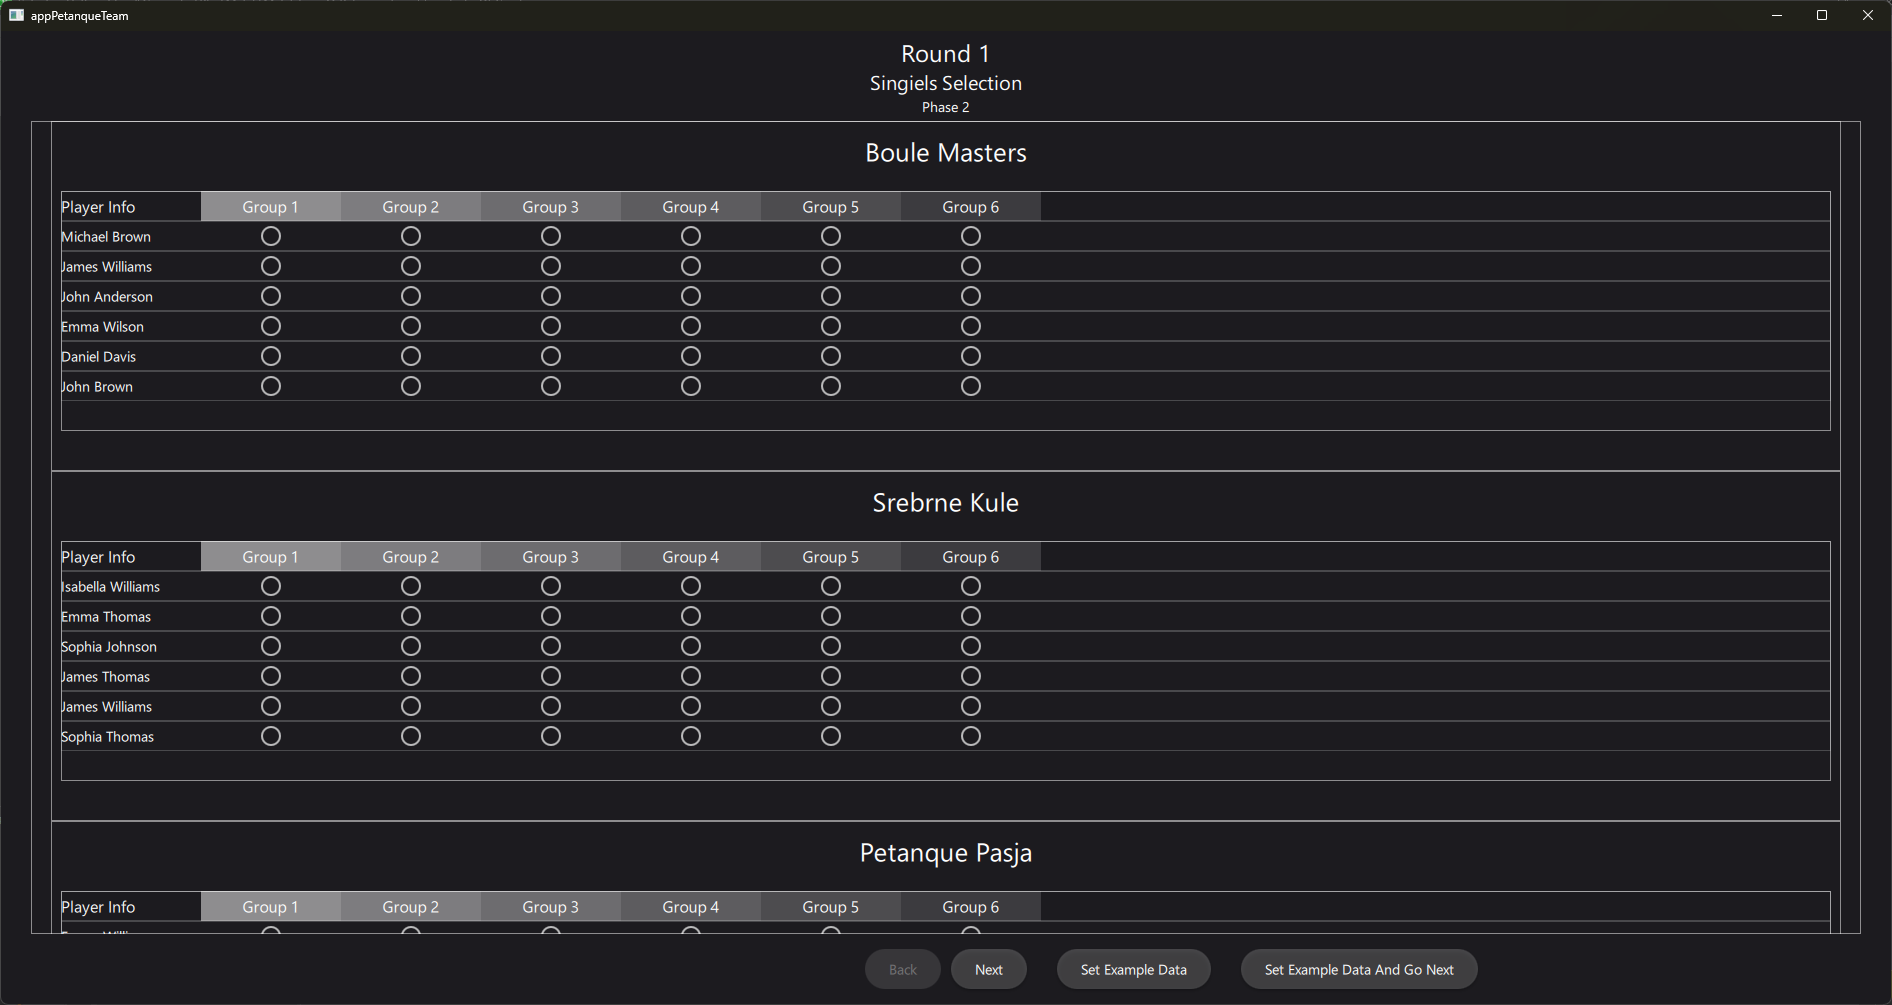 appPetanqueTeam
Round 1
Singiels Selection
Phase 2
Boule Masters
Player Info Group 1 Group 2 Group 3 Group 4 Group 5 Group 6
Michael Brown
James Williams
John Anderson
Emma Wilson
Daniel Davis
John Brown
Srebrne Kule
Player Info Group 1 Group 2 Group 3 Group 4 Group 5 Group 6
Isabella Williams
Emma Thomas
Sophia Johnson
James Thomas
James Williams
Sophia Thomas
Petanque Pasja
Player Info Group 1 Group 2 Group 3 Group 4 Group 5 Group 6
Back Next Set Example Data Set Example Data And Go Next